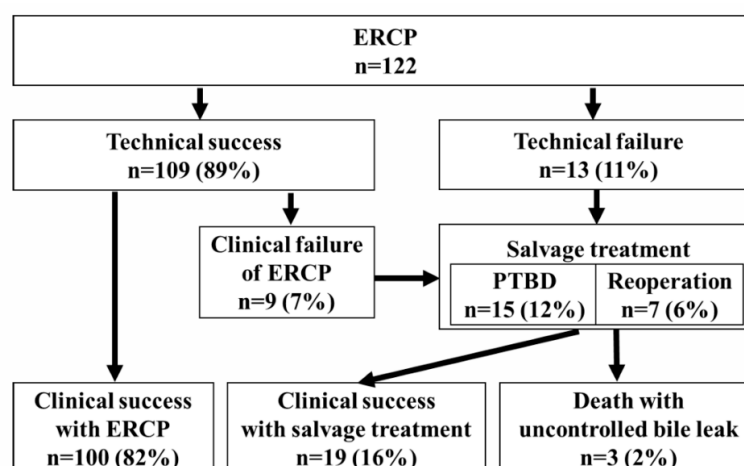 ERCP
n=122
Technical success
n=109 (89%)
Technical failure
n=13 (11%)
Clinical failure
of ERCP
n=9 (7%)
Salvage treatment
PTBD
n=15 (12%)
Reoperation
n=7 (6%)
Clinical success
with ERCP
n=100 (82%)
Clinical success
with salvage treatment
n=19 (16%)
Death with
uncontrolled bile leak
n=3 (2%)